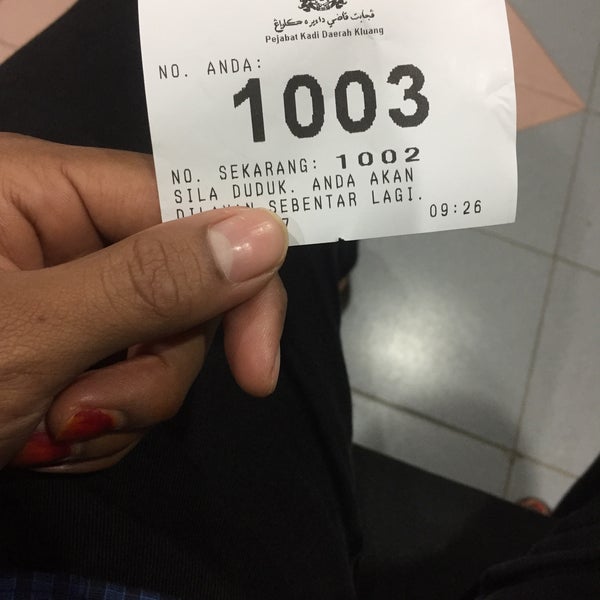 ڤجابت قاضي دايره كلواڠ
Pejabat Kadi Daerah Kluang
NO. ANDA:
1003
NO. SEKARANG: 1002
SILA DUDUK. ANDA AKAN
SEBENTAR LAGI.
7 09:26